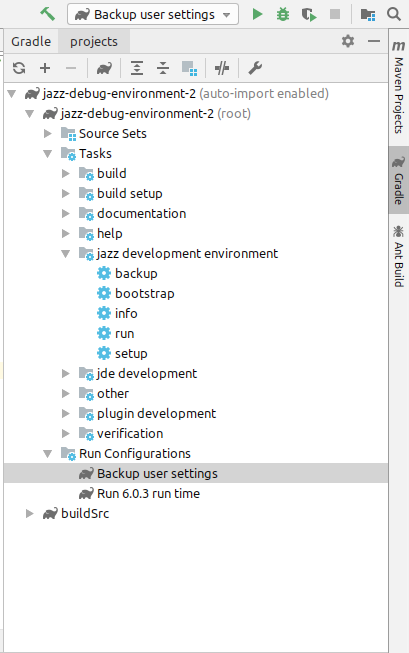 Backup user settings
Gradle projects
jazz-debug-environment-2 (auto-import enabled)
jazz-debug-environment-2 (root)
Source Sets
Tasks
build
build setup
documentation
help
jazz development environment
backup
bootstrap
info
run
setup
jde development
other
plugin development
verification
Run Configurations
Backup user settings
Run 6.0.3 run time
buildSrc
Maven Projects
Gradle
Ant Build